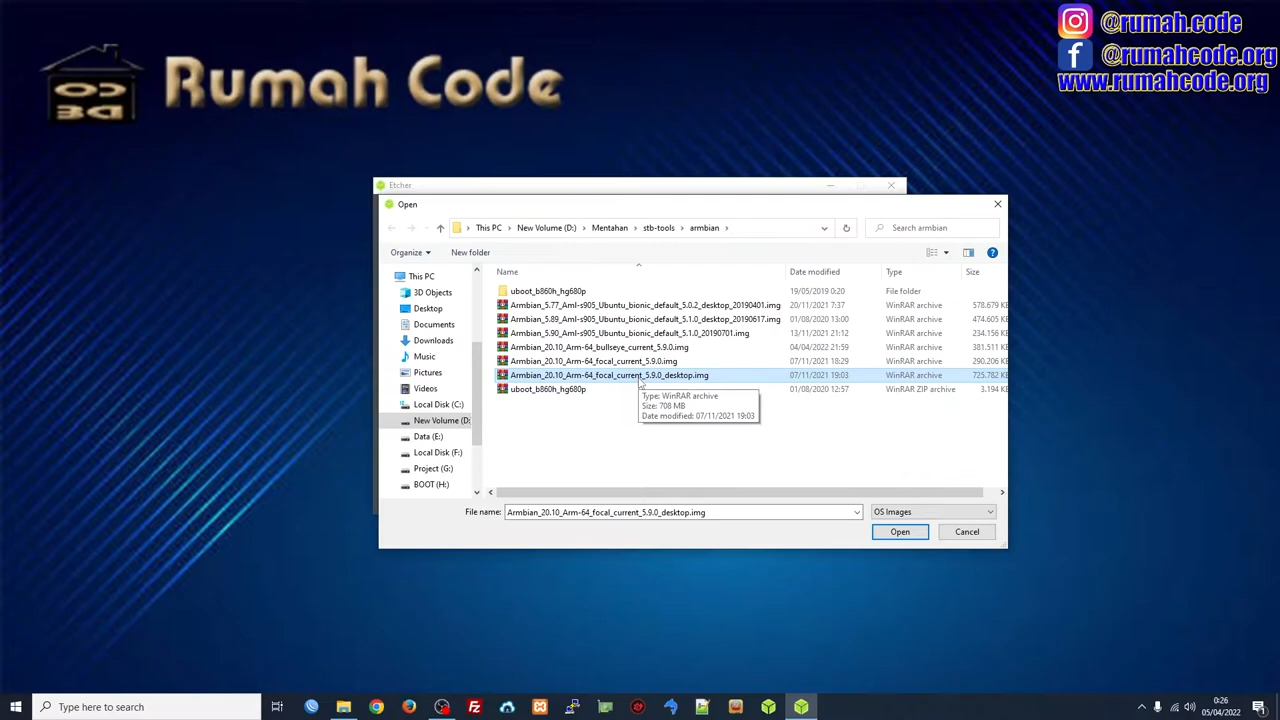 @rumah.code
@rumahcode.org
www.rumahcode.org
Rumah Code
Etcher
Open
This PC
New Volume (D:)
Mentahan
stb-tools
armbian
Search armbian
Organize
New folder
Name
Date modified
Type
Size
This PC
3D Objects
Desktop
Documents
Downloads
Music
Pictures
Videos
Local Disk (C:)
New Volume (D:
Data (E:)
Local Disk (F:)
Project (G:)
BOOT (H:)
uboot_b860h_hg680p 19/05/2019 0:20 File folder
Armbian_5.77_Aml-s905_Ubuntu_bionic_default_5.0.2_desktop_20190401.img 20/11/2021 7:37 WinRAR archive 578.679 KB
Armbian_5.89_Aml-s905_Ubuntu_bionic_default_5.1.0_desktop_20190617.img 01/08/2020 13:00 WinRAR archive 474.605 KB
Armbian_5.90_Aml-s905_Ubuntu_bionic_default_5.1.0_20190701.img 13/11/2021 21:12 WinRAR archive 234.156 KB
Armbian_20.10_Arm-64_bullseye_current_5.9.0.img 04/04/2022 21:59 WinRAR archive 381.511 KB
Armbian_20.10_Arm-64_focal_current_5.9.0.img 07/11/2021 18:29 WinRAR archive 290.206 KB
Armbian_20.10_Arm-64_focal_current_5.9.0_desktop.img 07/11/2021 19:03 WinRAR archive 725.782 KB
uboot_b860h_hg680p 01/08/2020 12:57 WinRAR ZIP archive 3.194 KB
Type: WinRAR archive
Size: 708 MB
Date modified: 07/11/2021 19:03
File name: Armbian_20.10_Arm-64_focal_current_5.9.0_desktop.img
OS Images
Open
Cancel
Type here to search
0:26
05/04/2022